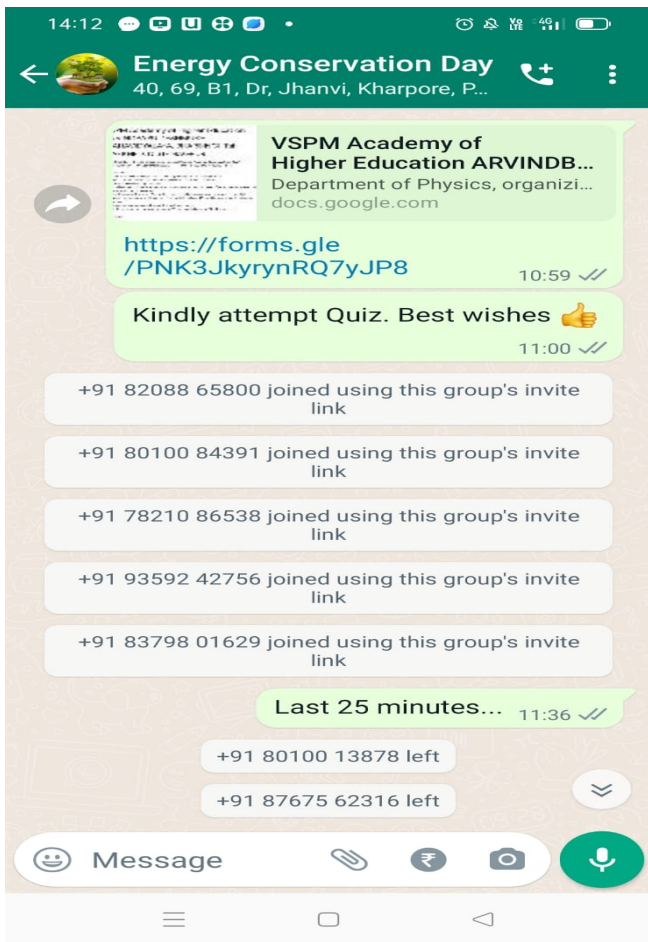 14:12
Energy Conservation Day
40, 69, B1, Dr, Jhanvi, Kharpore, P...
VSPM Academy of
Higher Education ARVINDB...
Department of Physics, organizi...
docs.google.com
https://forms.gle
/PNK3JkyrynRQ7yJP8
10:59
Kindly attempt Quiz. Best wishes 👍
11:00
+91 82088 65800 joined using this group's invite
link
+91 80100 84391 joined using this group's invite
link
+91 78210 86538 joined using this group's invite
link
+91 93592 42756 joined using this group's invite
link
+91 83798 01629 joined using this group's invite
link
Last 25 minutes... 11:36
+91 80100 13878 left
+91 87675 62316 left
Message